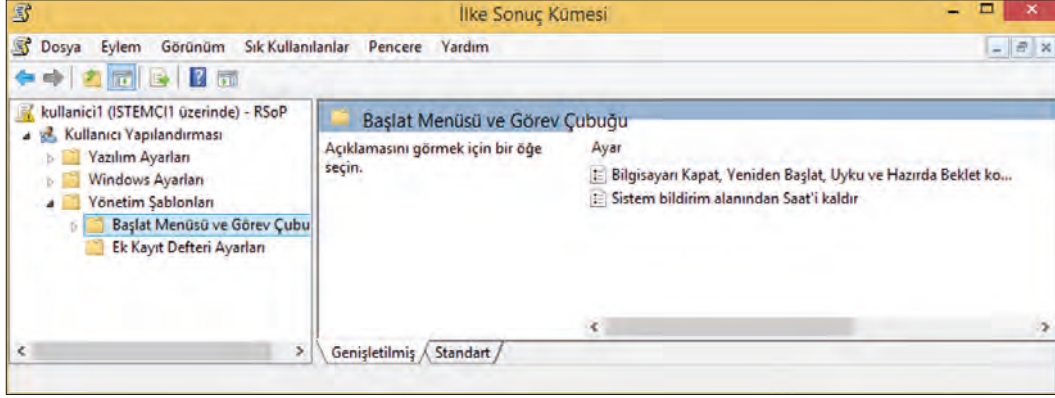 İlke Sonuç Kümesi
Dosya Eylem Görünüm Sık Kullanılanlar Pencere Yardım
kullanici1 (ISTEMCI1 üzerinde) - RSoP
Kullanıcı Yapılandırması
Yazılım Ayarları
Windows Ayarları
Yönetim Şablonları
Başlat Menüsü ve Görev Çubu
Ek Kayıt Defteri Ayarları
Başlat Menüsü ve Görev Çubuğu
Açıklamasını görmek için bir öğe
seçin.
Ayar
Bilgisayarı Kapat, Yeniden Başlat, Uyku ve Hazırda Beklet ko...
Sistem bildirim alanından Saat'i kaldır
Genişletilmiş Standart